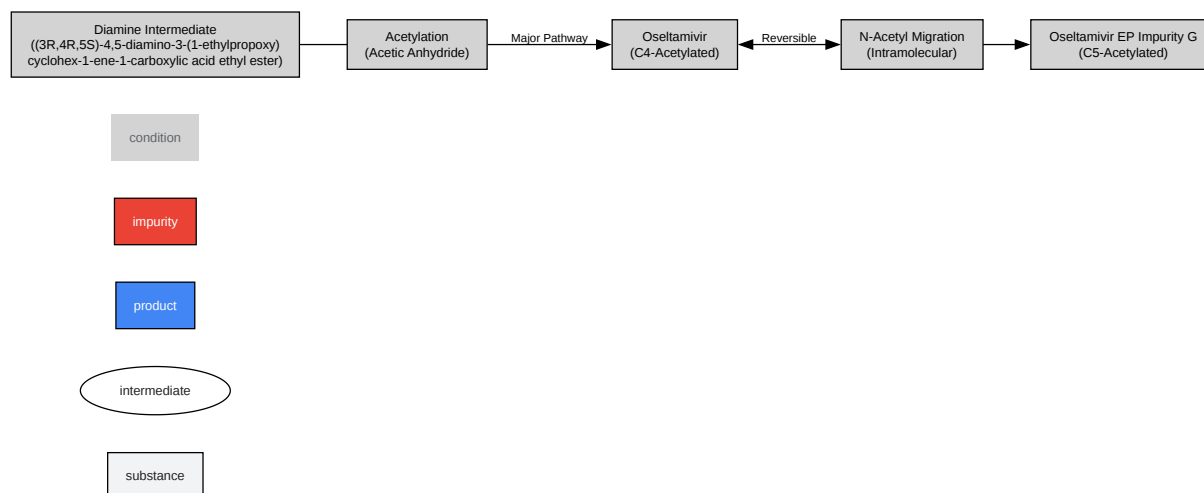 Diamine Intermediate
((3R,4R,5S)-4,5-diamino-3-(1-ethylpropoxy)
cyclohex-1-ene-1-carboxylic acid ethyl ester)
Acetylation
(Acetic Anhydride)
Major Pathway
Oseltamivir
(C4-Acetylated)
Reversible
N-Acetyl Migration
(Intramolecular)
Oseltamivir EP Impurity G
(C5-Acetylated)
condition
impurity
product
intermediate
substance